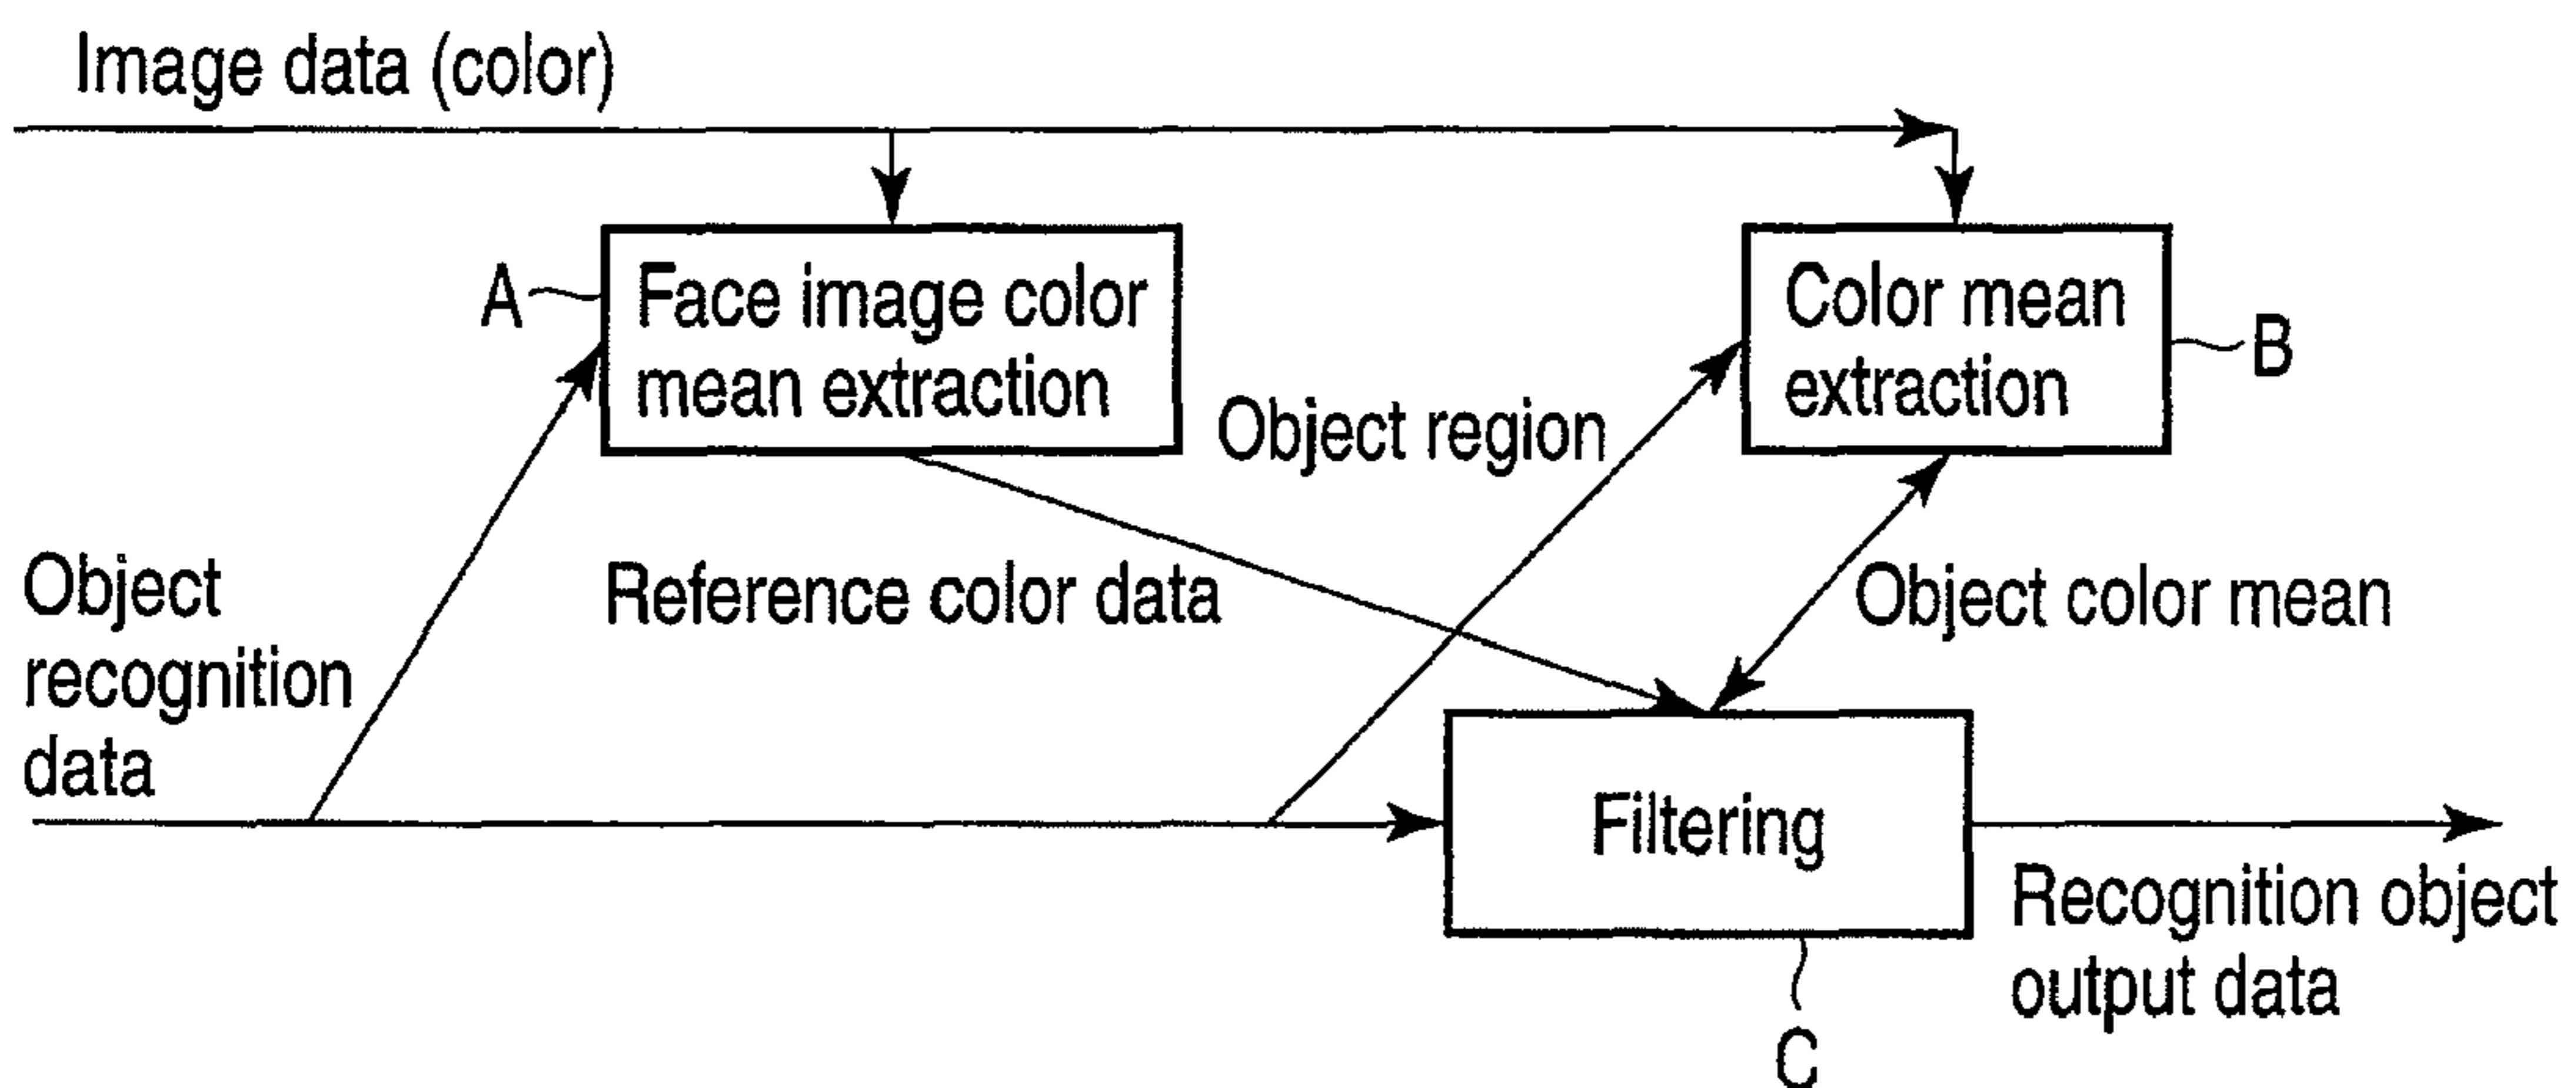 Image data (color)
A
Face image color
mean extraction
Color mean
extraction
B
Object region
Object
recognition
data
Reference color data
Object color mean
Filtering
Recognition object
output data
C